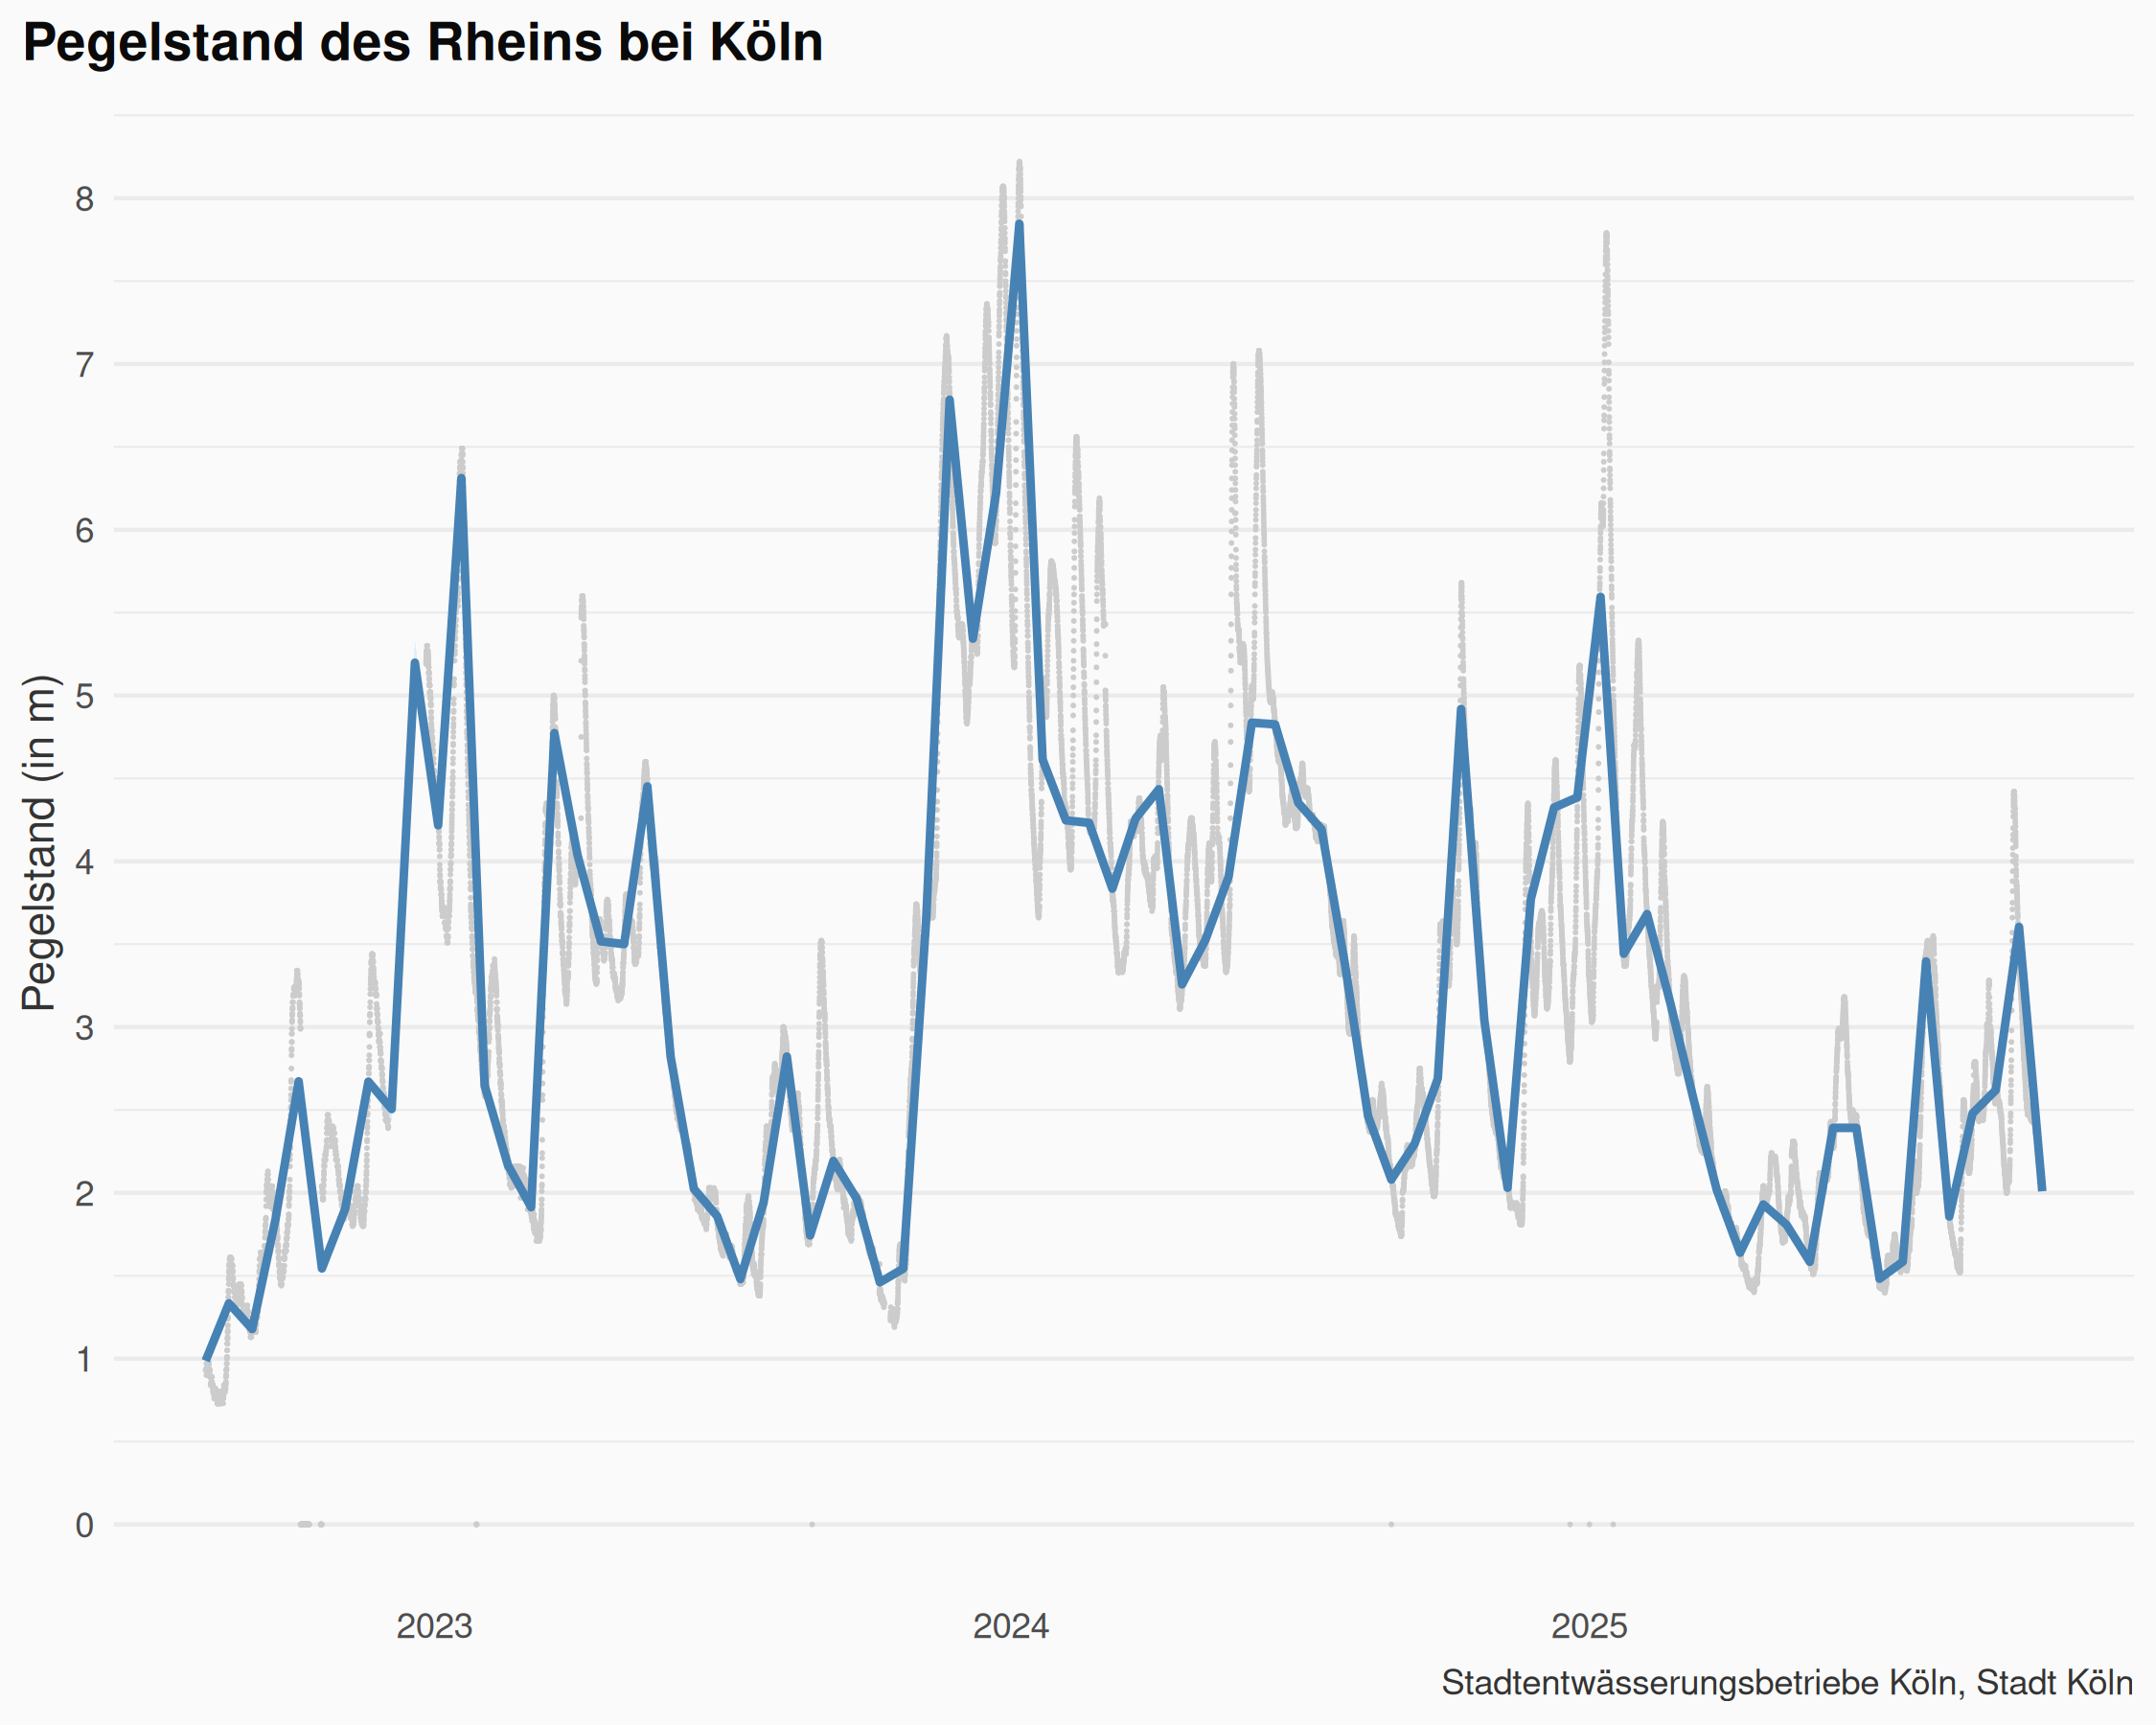 Pegelstand des Rheins bei Köln
Pegelstand (in m)
8
7
6
5
4
3
2
1
0
2023 2024 2025
Stadtentwässerungsbetriebe Köln, Stadt Köln